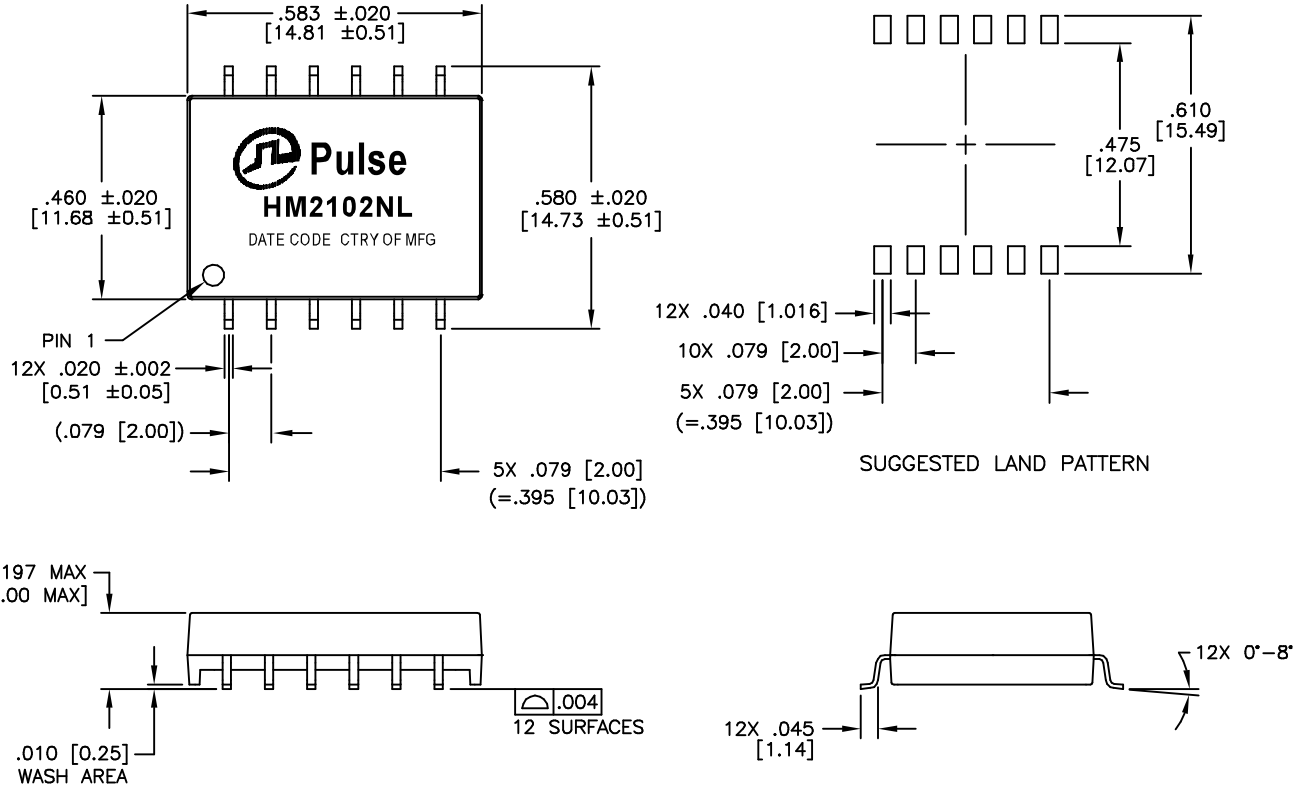 .583 ±.020
[14.81 ±0.51]
Pulse
HM2102NL
DATE CODE CTRY OF MFG
.460 ±.020
[11.68 ±0.51]
.580 ±.020
[14.73 ±0.51]
PIN 1
12X .020 ±.002
[0.51 ±0.05]
(.079 [2.00])
5X .079 [2.00]
(=.395 [10.03])
.610
[15.49]
.475
[12.07]
12X .040 [1.016]
10X .079 [2.00]
5X .079 [2.00]
(=.395 [10.03])
SUGGESTED LAND PATTERN
197 MAX
.00 MAX]
.010 [0.25]
WASH AREA
.004
12 SURFACES
12X 0°-8°
12X .045
[1.14]